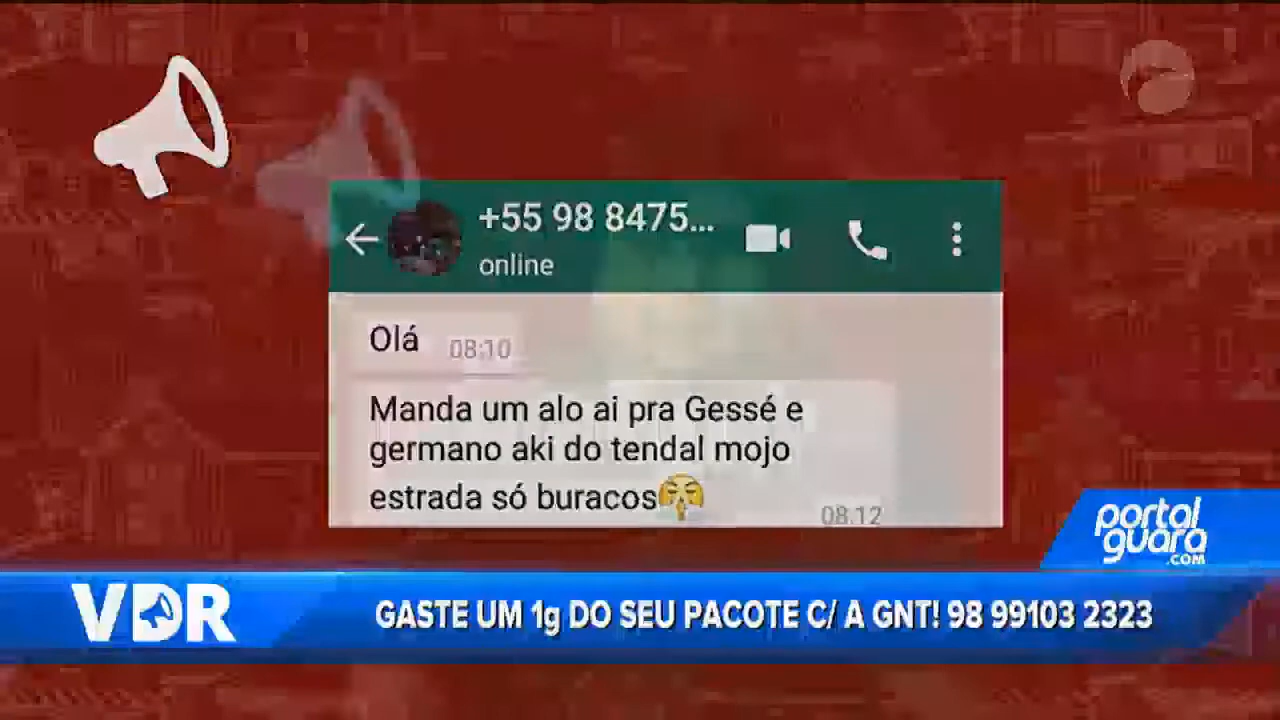 +55 98 8475...
online
Olá
08:10
Manda um alo ai pra Gessé e
germano aki do tendal mojo
estrada só buracos
08:12
portal
guara
.COM
VDR
GASTE UM 1g DO SEU PACOTE C/ A GNT! 98 99103 2323